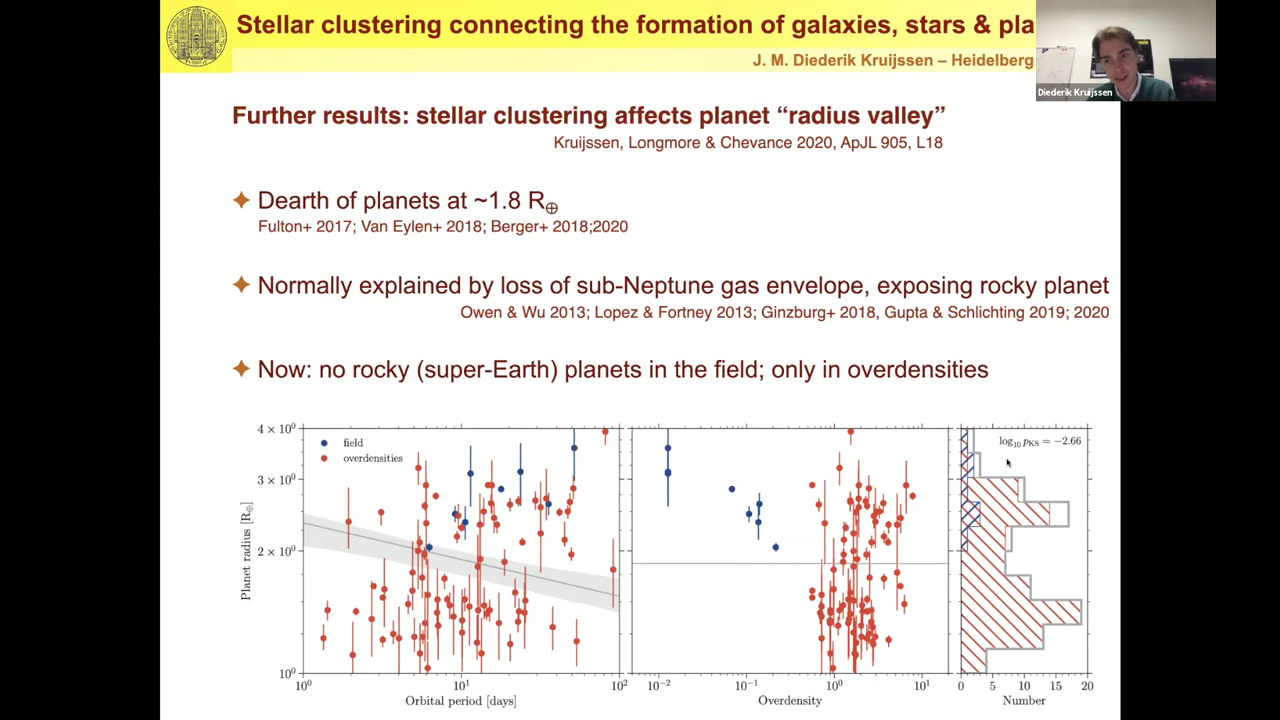 Stellar clustering connecting the formation of galaxies, stars & pla
J. M. Diederik Kruijssen – Heidelberg
Diederik Kruijssen
Further results: stellar clustering affects planet “radius valley”
Kruijssen, Longmore & Chevance 2020, ApJL 905, L18
✦ Dearth of planets at ~1.8 R⊕
Fulton+ 2017; Van Eylen+ 2018; Berger+ 2018;2020
✦ Normally explained by loss of sub-Neptune gas envelope, exposing rocky planet
Owen & Wu 2013; Lopez & Fortney 2013; Ginzburg+ 2018, Gupta & Schlichting 2019; 2020
✦ Now: no rocky (super-Earth) planets in the field; only in overdensities
Planet radius [R⊕]
4 × 10⁰
3 × 10⁰
2 × 10⁰
10⁰
field
overdensities
10⁰ 10¹ 10²
Orbital period [days]
10⁻² 10⁻¹ 10⁰ 10¹
Overdensity
log₁₀ pKS = −2.66
0 5 10 15 20
Number